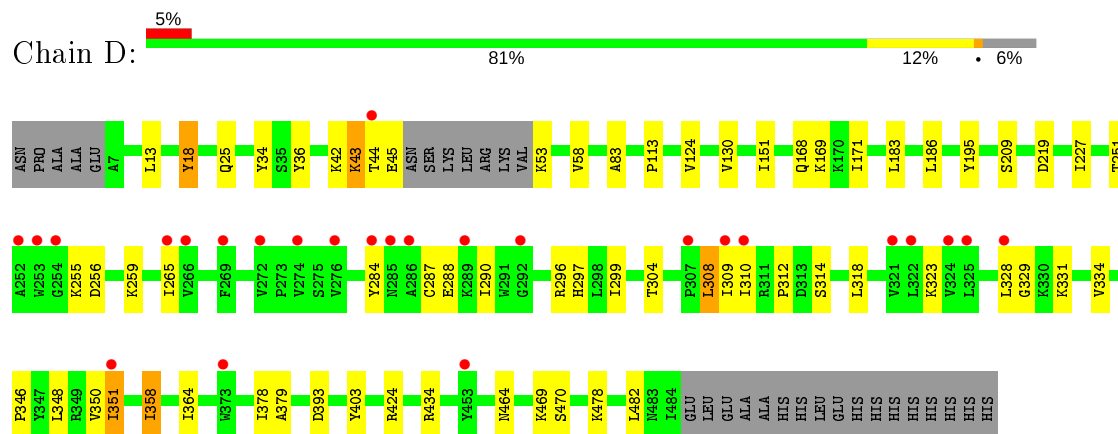 5%
Chain D:
81%
12%
•
6%
ASN PRO ALA ALA GLU A7 L13 Y18 Q25 Y34 S35 Y36 K42 K43 T44 E45 ASN SER LYS LEU ARG LYS VAL K53 V58 A83 P113 V124 V130 I151 Q168 K169 K170 I171 L183 L186 Y195 S209 D219 I227 T251
A252 W253 G254 K255 D256 K259 I265 V266 F269 V272 P273 V274 S275 V276 Y284 N285 A286 C287 E288 K289 I290 W291 G292 R296 H297 L298 I299 T304 P307 L308 I309 I310 R311 P312 D313 S314 L318 V321 L322 K323 V324 L325 L328 G329 K330 K331 V334
P346 Y347 L348 R349 V350 I351 I358 I364 W373 I378 A379 D393 Y403 R424 R434 Y453 N464 K469 S470 K478 L482 N483 I484 GLU LEU GLU ALA ALA HIS HIS LEU GLU HIS HIS HIS HIS HIS HIS HIS HIS